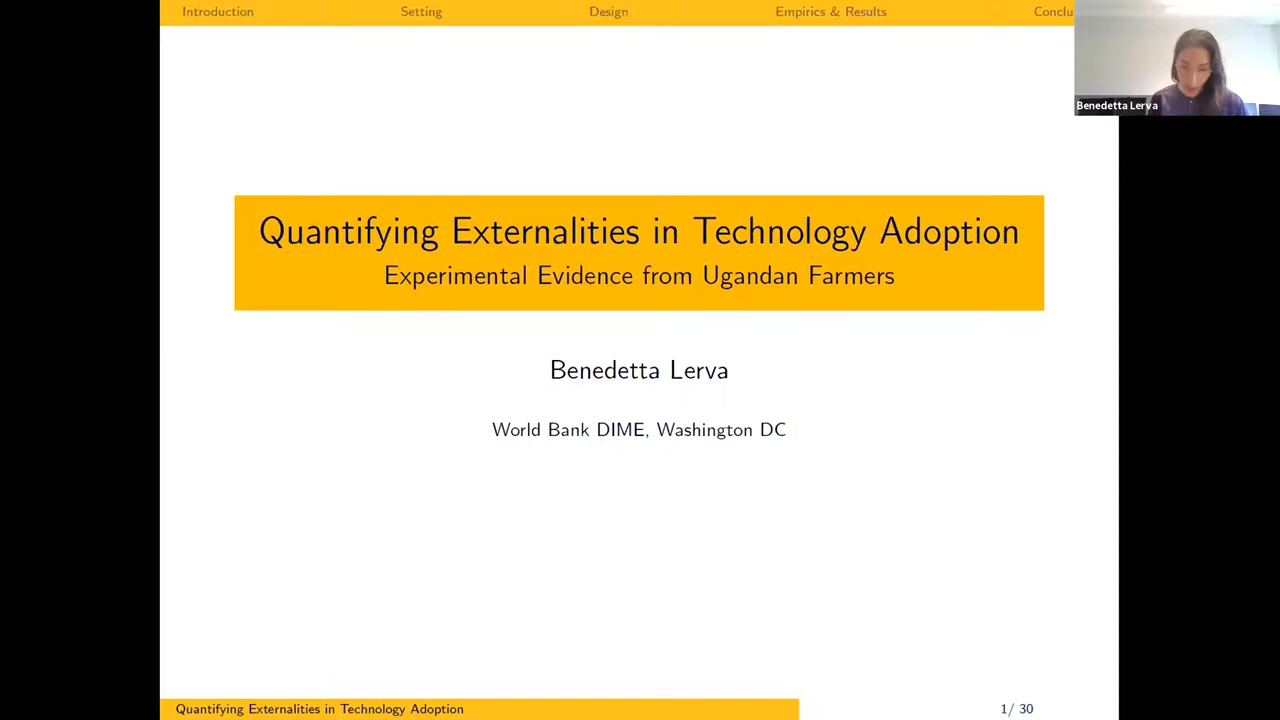 Introduction Setting Design Empirics & Results Conclu
Benedetta Lerva
Quantifying Externalities in Technology Adoption
Experimental Evidence from Ugandan Farmers
Benedetta Lerva
World Bank DIME, Washington DC
Quantifying Externalities in Technology Adoption 1/ 30